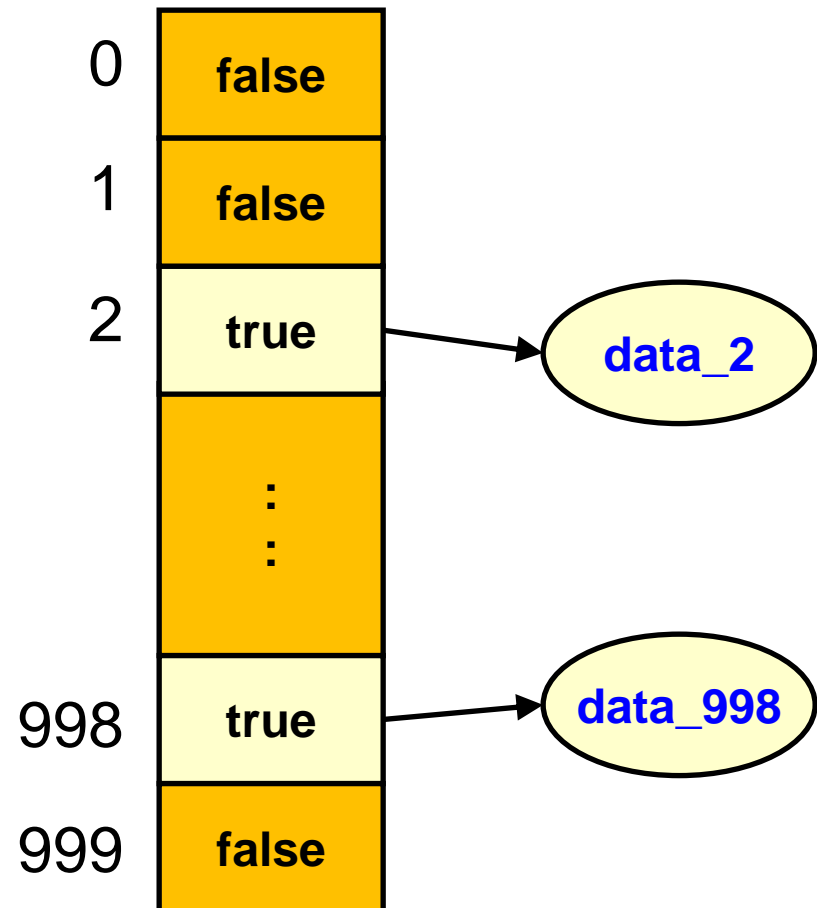 0 false
1 false
2 true
data_2
:
:
998 true
data_998
999 false